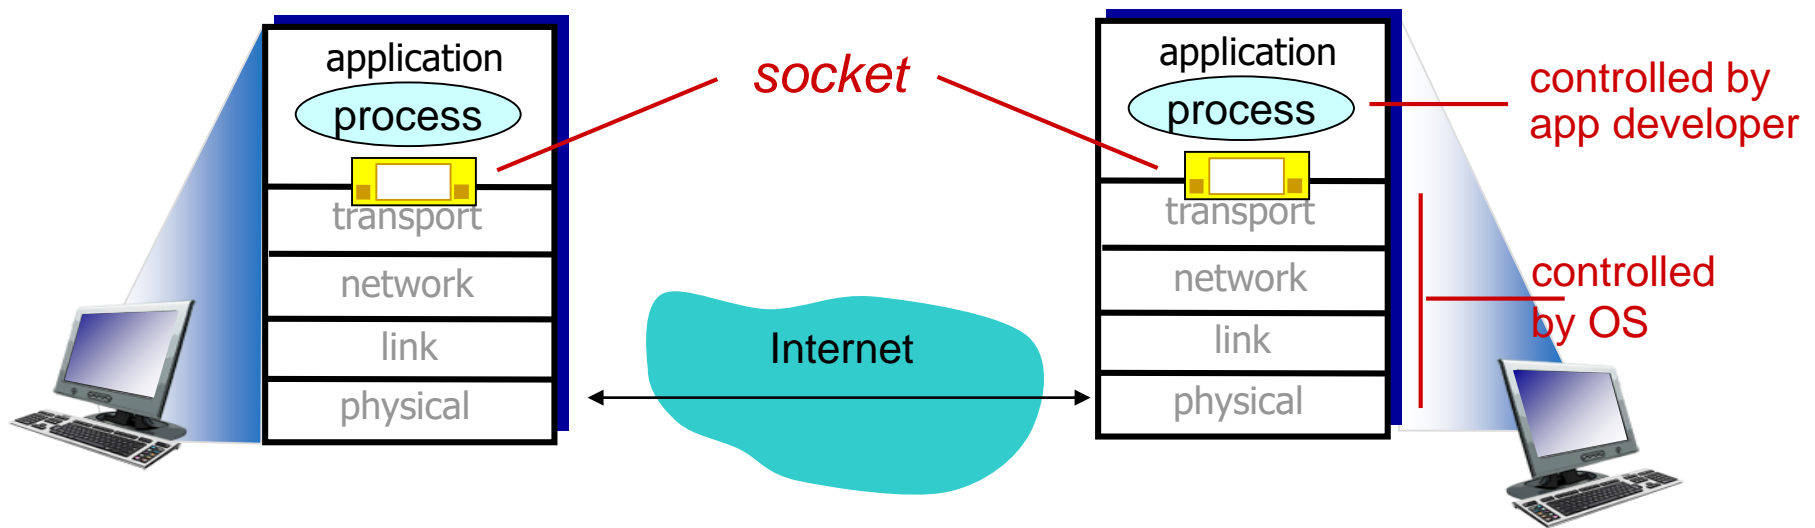 application
process
transport
network
link
physical
socket
Internet
application
process
transport
network
link
physical
controlled by
app developer
controlled
by OS